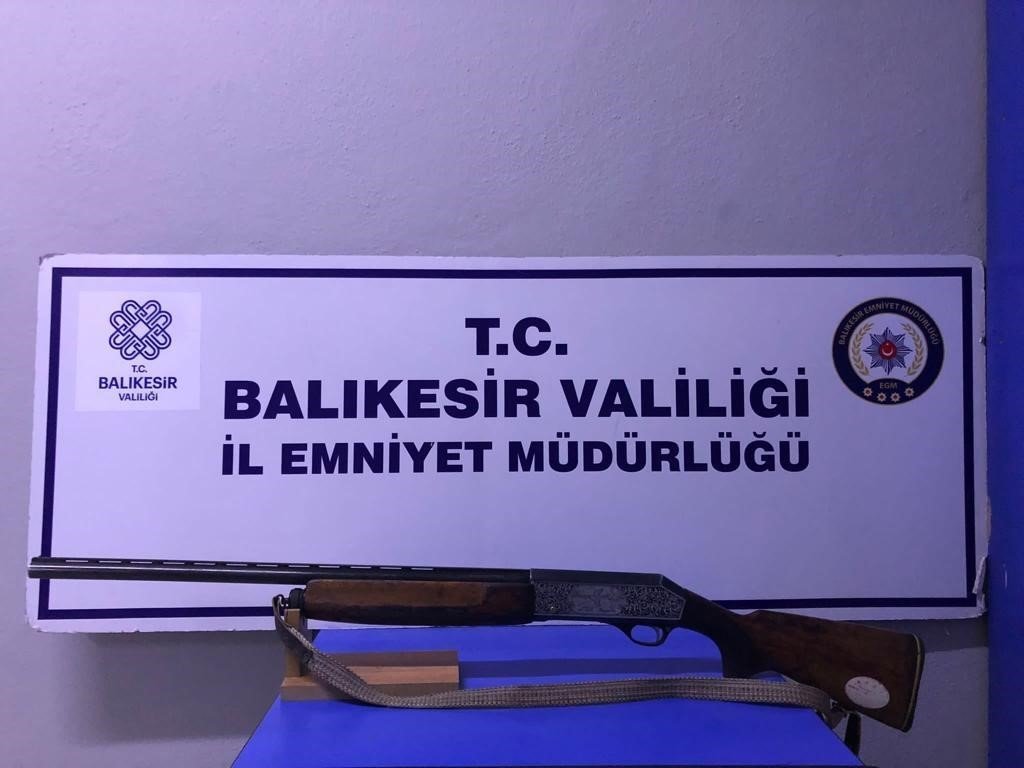 T.C.
BALIKESİR
VALİLİĞİ
T.C.
BALIKESİR VALİLİĞİ
İL EMNİYET MÜDÜRLÜĞÜ
BALIKESİR EMNİYET MÜDÜRLÜĞÜ
EGM